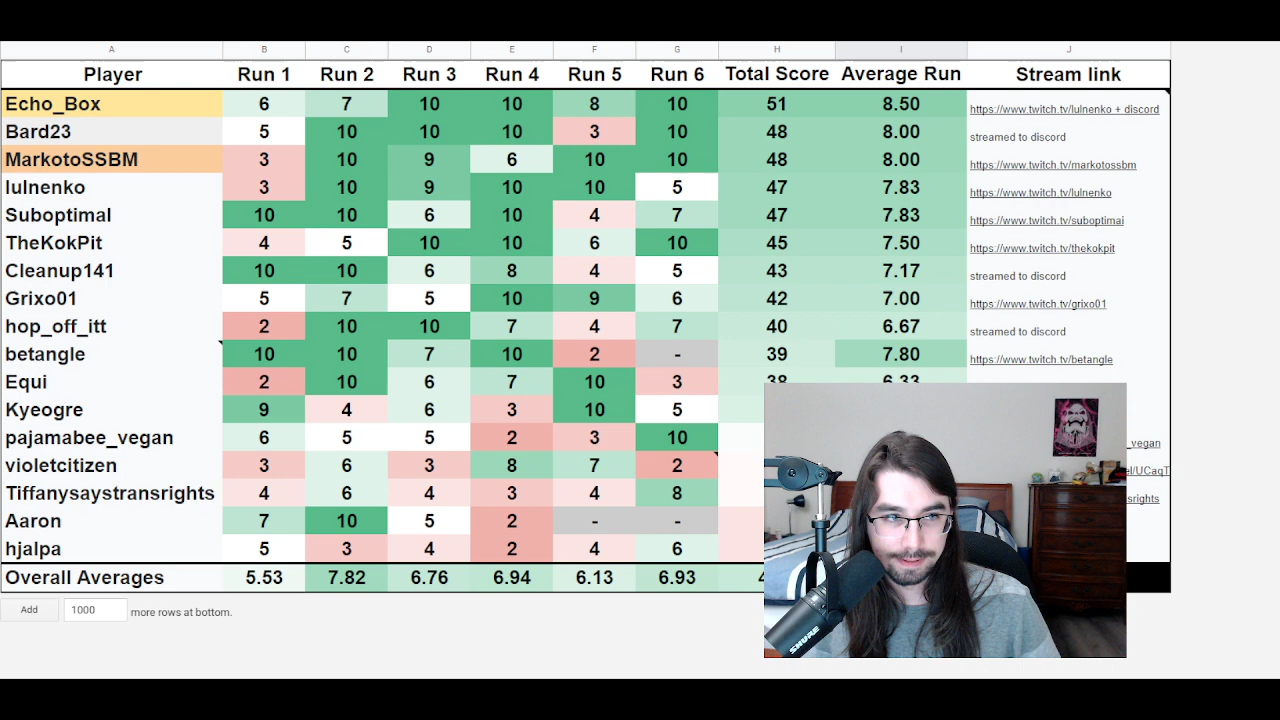 A B C D E F G H I J
Player Run 1 Run 2 Run 3 Run 4 Run 5 Run 6 Total Score Average Run Stream link
Echo_Box 6 7 10 10 8 10 51 8.50 https://www.twitch.tv/lulnenko + discord
Bard23 5 10 10 10 3 10 48 8.00 streamed to discord
MarkotoSSBM 3 10 9 6 10 10 48 8.00 https://www.twitch.tv/markotossbm
lulnenko 3 10 9 10 10 5 47 7.83 https://www.twitch.tv/lulnenko
Suboptimal 10 10 6 10 4 7 47 7.83 https://www.twitch.tv/suboptimai
TheKokPit 4 5 10 10 6 10 45 7.50 https://www.twitch.tv/thekokpit
Cleanup141 10 10 6 8 4 5 43 7.17 streamed to discord
Grixo01 5 7 5 10 9 6 42 7.00 https://www.twitch.tv/grixo01
hop_off_itt 2 10 10 7 4 7 40 6.67 streamed to discord
betangle 10 10 7 10 2 - 39 7.80 https://www.twitch.tv/betangle
Equi 2 10 6 7 10 3 38 6.33
Kyeogre 9 4 6 3 10 5
pajamabee_vegan 6 5 5 2 3 10 _vegan
violetcitizen 3 6 3 8 7 2 el/UCaqT
Tiffanysaystransrights 4 6 4 3 4 8 srights
Aaron 7 10 5 2 - -
hjalpa 5 3 4 2 4 6
Overall Averages 5.53 7.82 6.76 6.94 6.13 6.93
Add 1000 more rows at bottom.
SHURE